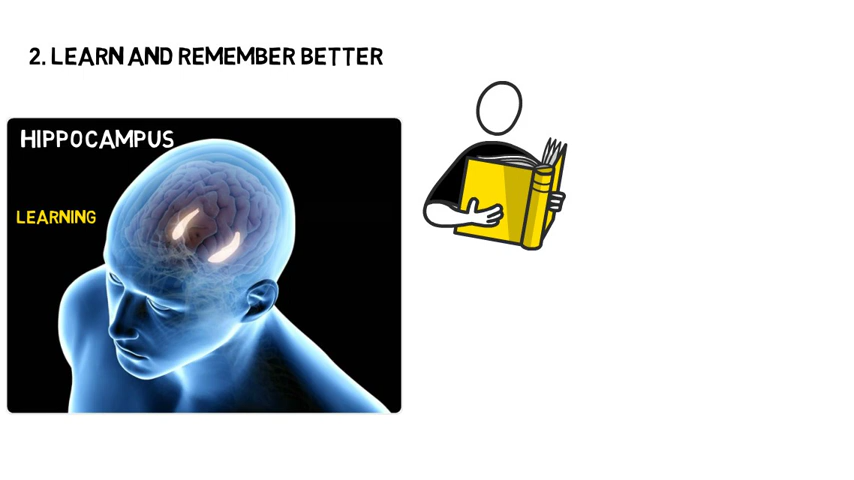 2. LEARN AND REMEMBER BETTER
HIPPOCAMPUS
LEARNING